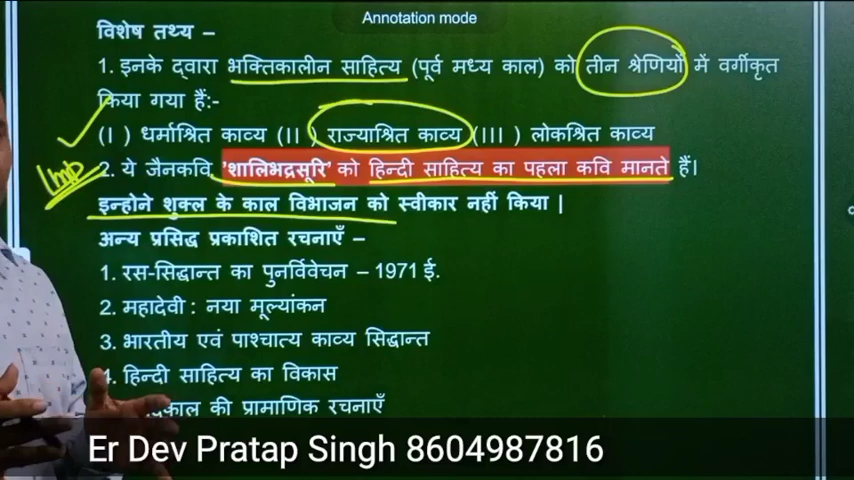 Annotation mode
विशेष तथ्य –
1. इनके द्वारा भक्तिकालीन साहित्य (पूर्व मध्य काल) को तीन श्रेणियों में वर्गीकृत
किया गया हैं:-
(I ) धर्माश्रित काव्य (II ) राज्याश्रित काव्य (III ) लोकश्रित काव्य
Imp 2. ये जैनकवि 'शालिभद्रसूरि' को हिन्दी साहित्य का पहला कवि मानते हैं।
इन्होने शुक्ल के काल विभाजन को स्वीकार नहीं किया |
अन्य प्रसिद्ध प्रकाशित रचनाएँ –
1. रस-सिद्धान्त का पुनर्विवेचन – 1971 ई.
2. महादेवी : नया मूल्यांकन
3. भारतीय एवं पाश्चात्य काव्य सिद्धान्त
4. हिन्दी साहित्य का विकास
की प्रामाणिक रचनाएँ
Er Dev Pratap Singh 8604987816